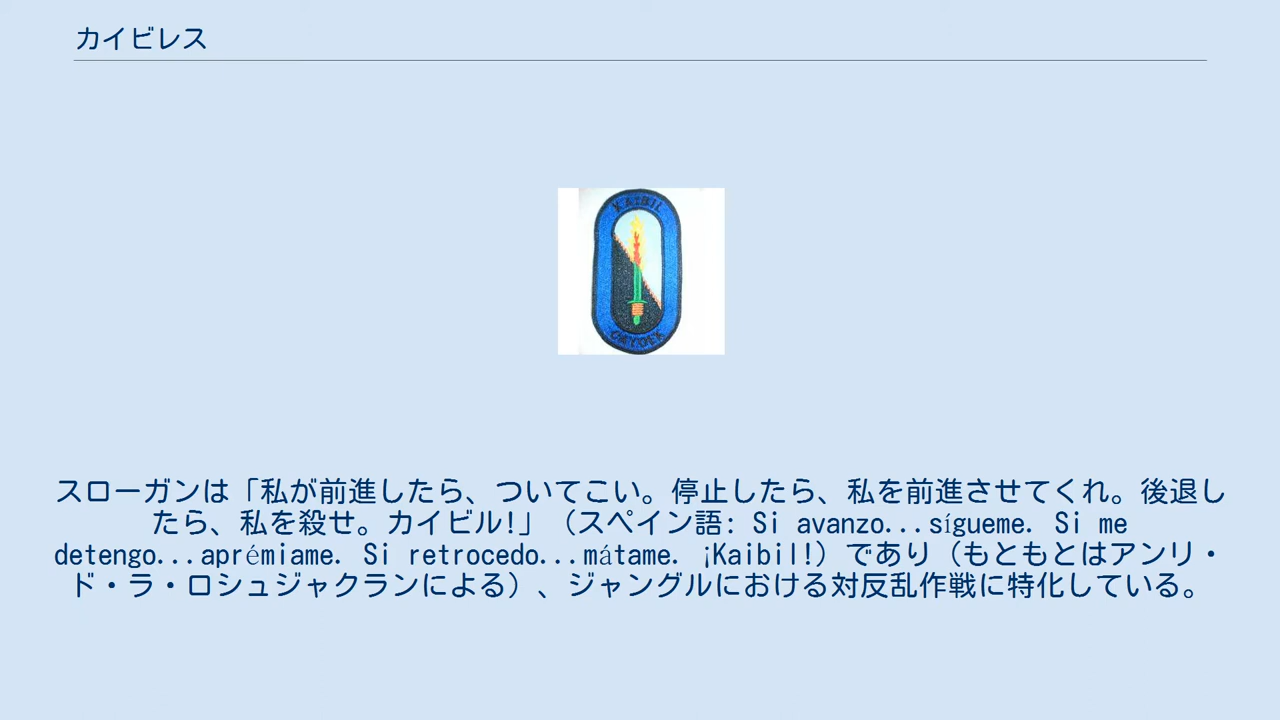 カイビレス
KAIBIL
スローガンは「私が前進したら、ついてこい。停止したら、私を前進させてくれ。後退し
たら、私を殺せ。カイビル!」（スペイン語: Si avanzo...sígueme. Si me
detengo...aprémiame. Si retrocedo...mátame. ¡Kaibil!）であり（もともとはアンリ・
ド・ラ・ロシュジャクランによる）、ジャングルにおける対反乱作戦に特化している。